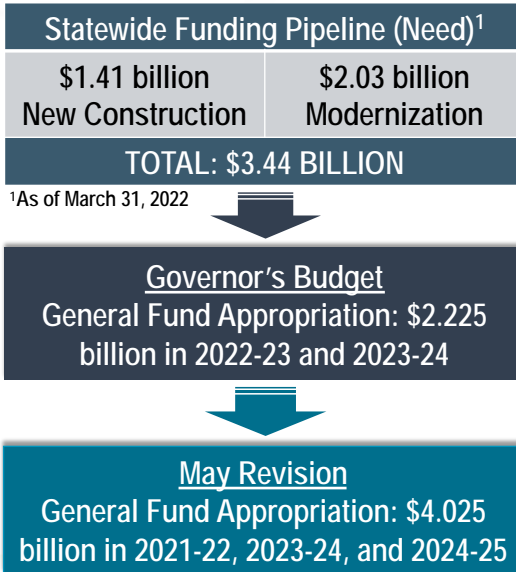 Statewide Funding Pipeline (Need)¹
$1.41 billion
New Construction
$2.03 billion
Modernization
TOTAL: $3.44 BILLION
¹As of March 31, 2022
Governor's Budget
General Fund Appropriation: $2.225
billion in 2022-23 and 2023-24
May Revision
General Fund Appropriation: $4.025
billion in 2021-22, 2023-24, and 2024-25